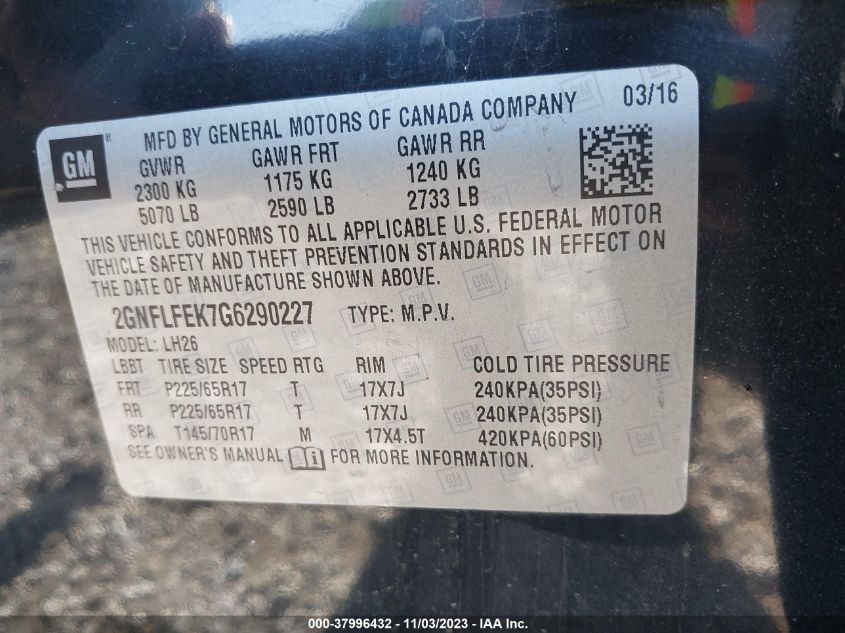 GM
®
MFD BY GENERAL MOTORS OF CANADA COMPANY 03/16
GVWR GAWR FRT GAWR RR
2300 KG 1175 KG 1240 KG
5070 LB 2590 LB 2733 LB
THIS VEHICLE CONFORMS TO ALL APPLICABLE U.S. FEDERAL MOTOR
VEHICLE SAFETY AND THEFT PREVENTION STANDARDS IN EFFECT ON
THE DATE OF MANUFACTURE SHOWN ABOVE.
2GNFLFEK7G6290227 TYPE: M.P.V.
MODEL: LH26
LBBT TIRE SIZE SPEED RTG RIM COLD TIRE PRESSURE
FRT P225/65R17 T 17X7J 240KPA(35PSI)
RR P225/65R17 T 17X7J 240KPA(35PSI)
SPA T145/70R17 M 17X4.5T 420KPA(60PSI)
SEE OWNER'S MANUAL i FOR MORE INFORMATION.
000-37996432 - 11/03/2023 - IAA Inc.